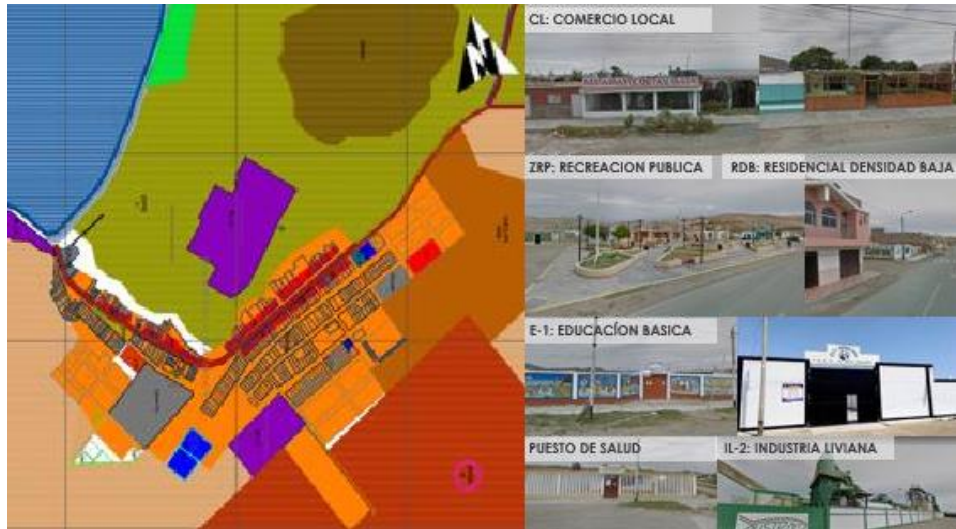 N
CL: COMERCIO LOCAL
ZRP: RECREACION PUBLICA
RDB: RESIDENCIAL DENSIDAD BAJA
E-1: EDUCACÍON BASICA
PUESTO DE SALUD
IL-2: INDUSTRIA LIVIANA